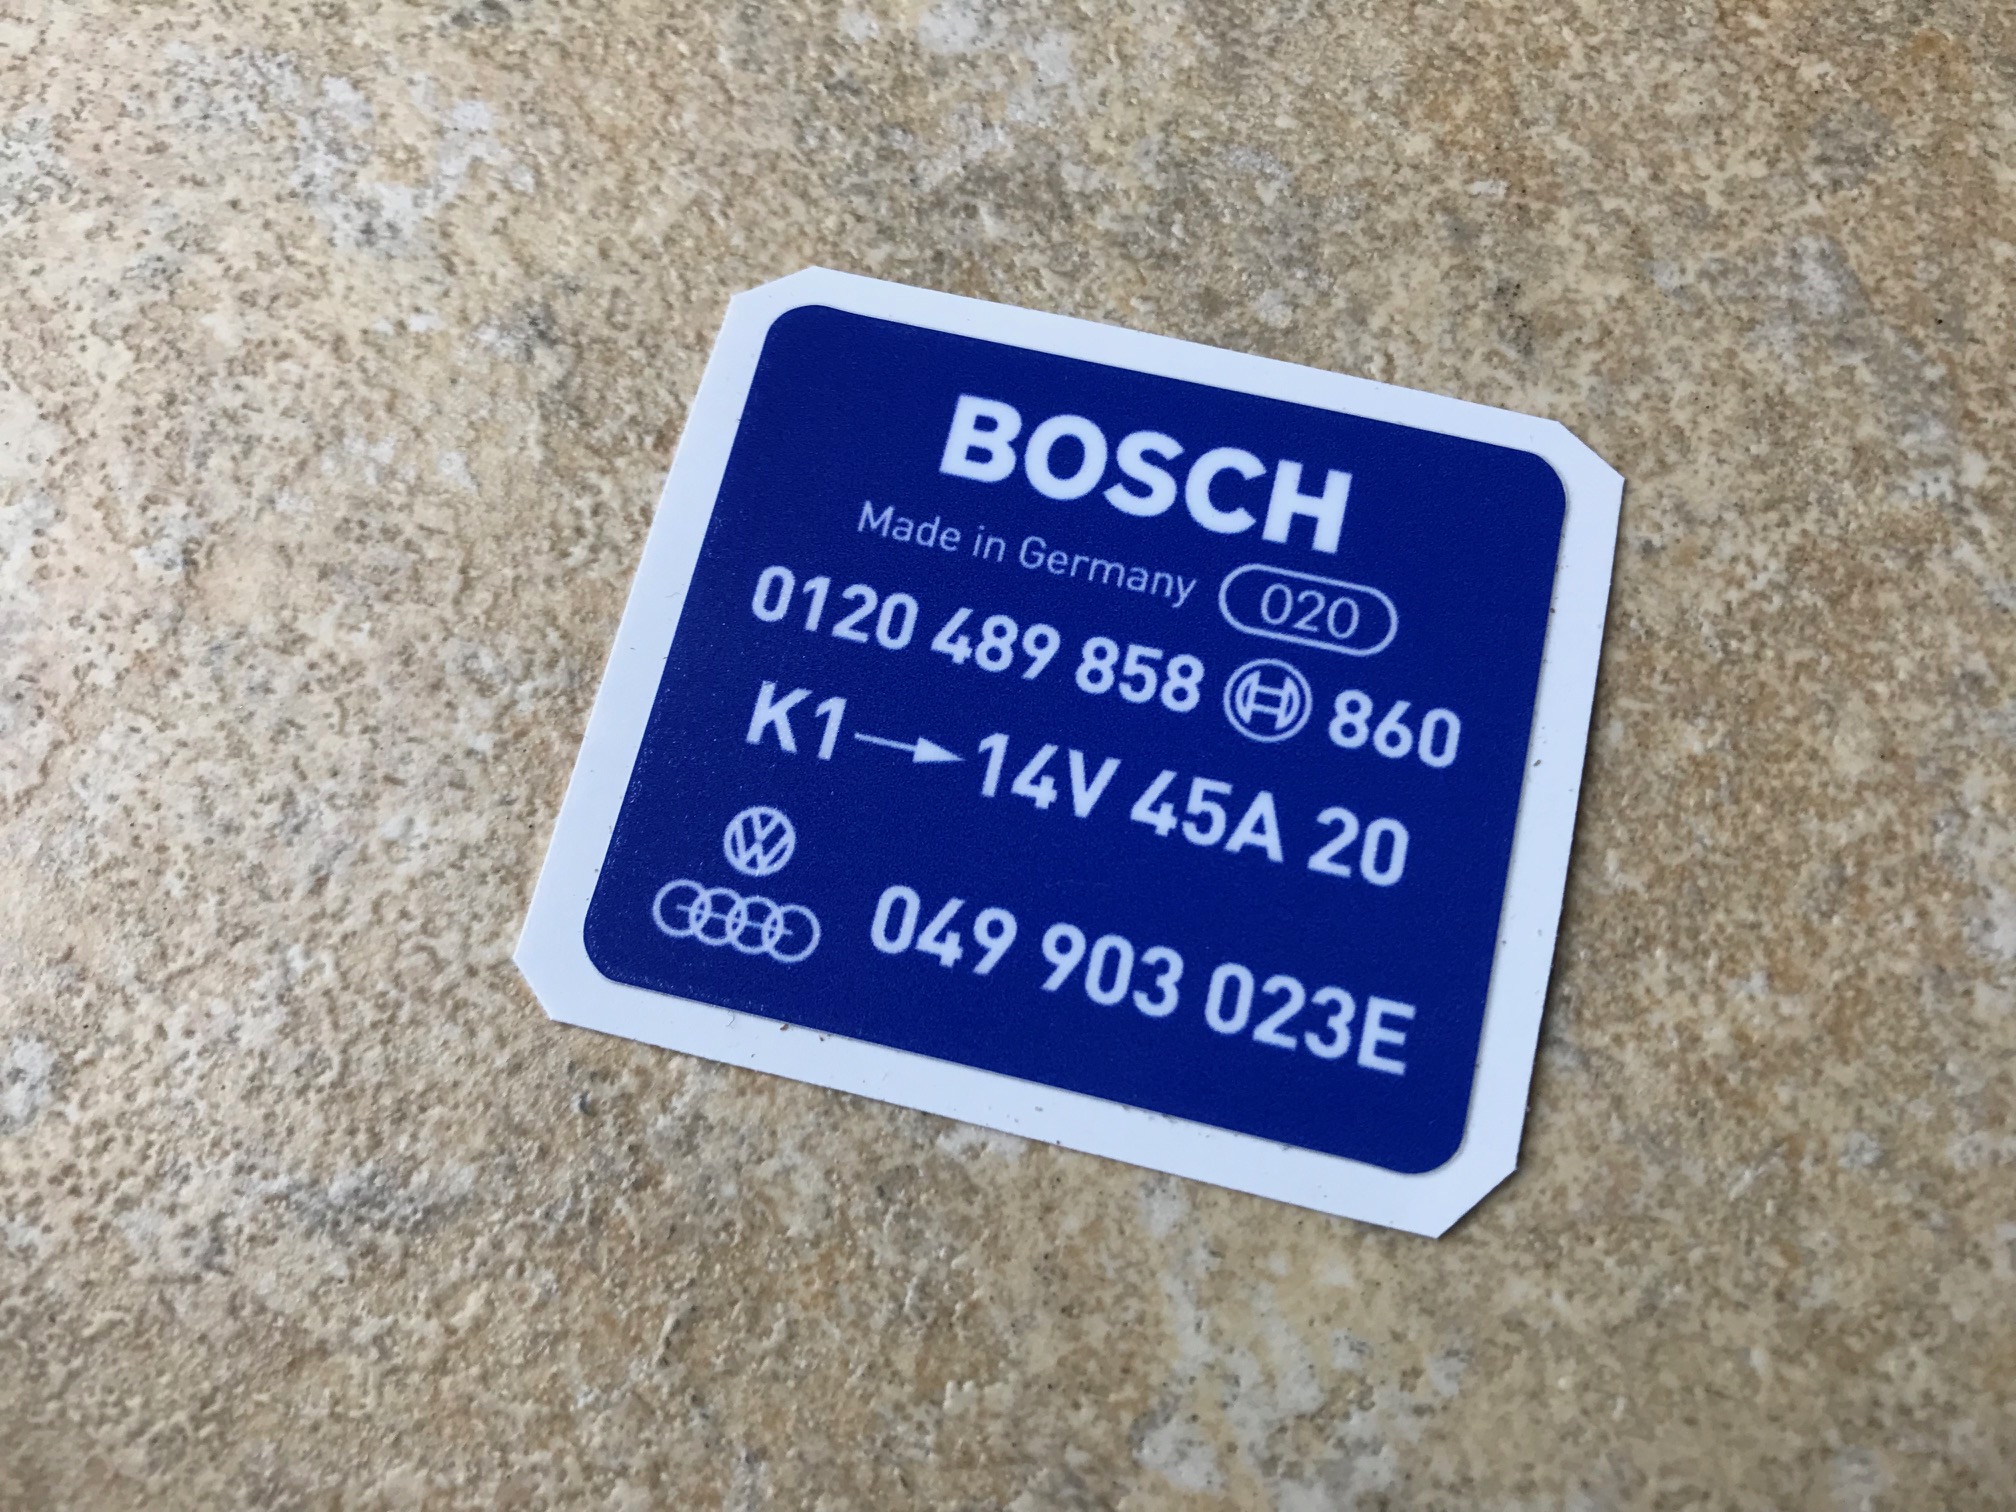 BOSCH
Made in Germany 020
0120 489 858 860
K1→14V 45A 20
049 903 023E